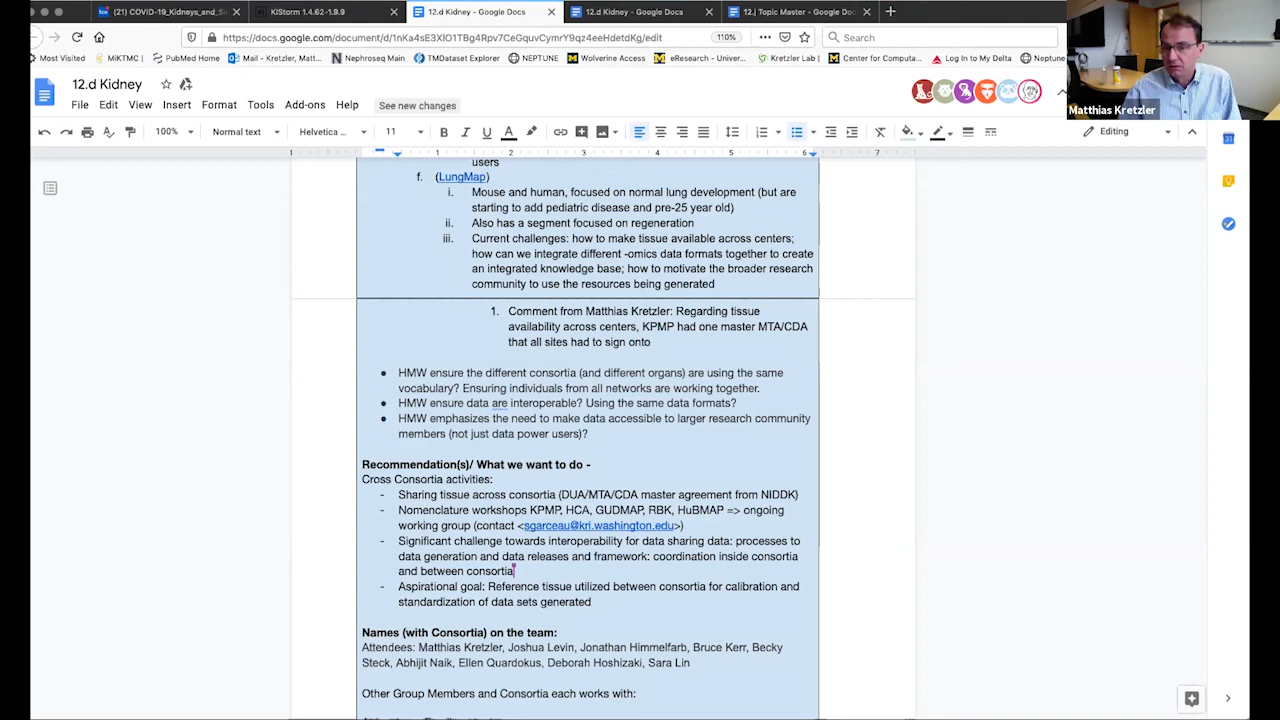 (21) COVID-19_Kidneys_and_S
KIStorm 1.4.62-1.9.9
12.d Kidney - Google Docs
12.d Kidney - Google Docs
12.j Topic Master - Google Docs
https://docs.google.com/document/d/1nKa4sE3XlO1TBg4Rpv7CeGquvCymrY9qz4eeHdetdKg/edit
110%
Search
Most Visited
MiKTMC
PubMed Home
Mail - Kretzler, Matt...
Nephroseq Main
TMDataset Explorer
NEPTUNE
Wolverine Access
eResearch - Univer...
Kretzler Lab
Center for Computa...
Log In to My Delta
Neptune
Matthias Kretzler
12.d Kidney
File Edit View Insert Format Tools Add-ons Help
See new changes
100%
Normal text
Helvetica ...
11
Editing
1 1 2 3 4 5 6 7
users
f. (LungMap)
i. Mouse and human, focused on normal lung development (but are
starting to add pediatric disease and pre-25 year old)
ii. Also has a segment focused on regeneration
iii. Current challenges: how to make tissue available across centers;
how can we integrate different -omics data formats together to create
an integrated knowledge base; how to motivate the broader research
community to use the resources being generated
1. Comment from Matthias Kretzler: Regarding tissue
availability across centers, KPMP had one master MTA/CDA
that all sites had to sign onto
● HMW ensure the different consortia (and different organs) are using the same
vocabulary? Ensuring individuals from all networks are working together.
● HMW ensure data are interoperable? Using the same data formats?
● HMW emphasizes the need to make data accessible to larger research community
members (not just data power users)?
Recommendation(s)/ What we want to do -
Cross Consortia activities:
- Sharing tissue across consortia (DUA/MTA/CDA master agreement from NIDDK)
- Nomenclature workshops KPMP, HCA, GUDMAP, RBK, HuBMAP => ongoing
working group (contact <sgarceau@kri.washington.edu>)
- Significant challenge towards interoperability for data sharing data: processes to
data generation and data releases and framework: coordination inside consortia
and between consortia
- Aspirational goal: Reference tissue utilized between consortia for calibration and
standardization of data sets generated
Names (with Consortia) on the team:
Attendees: Matthias Kretzler, Joshua Levin, Jonathan Himmelfarb, Bruce Kerr, Becky
Steck, Abhijit Naik, Ellen Quardokus, Deborah Hoshizaki, Sara Lin
Other Group Members and Consortia each works with: